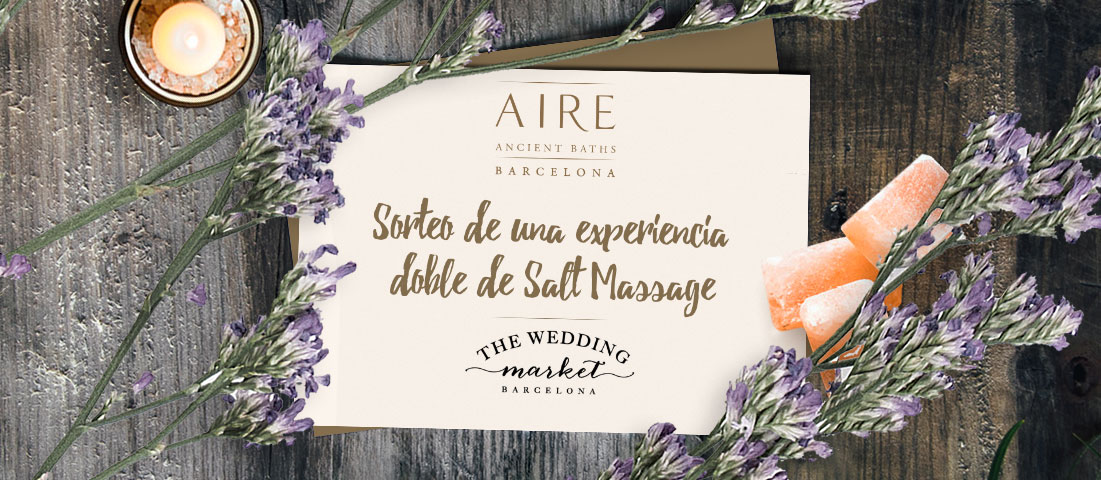 AIRE
ANCIENT BATHS
BARCELONA
Sorteo de una experiencia
doble de Salt Massage
THE WEDDING
market
BARCELONA